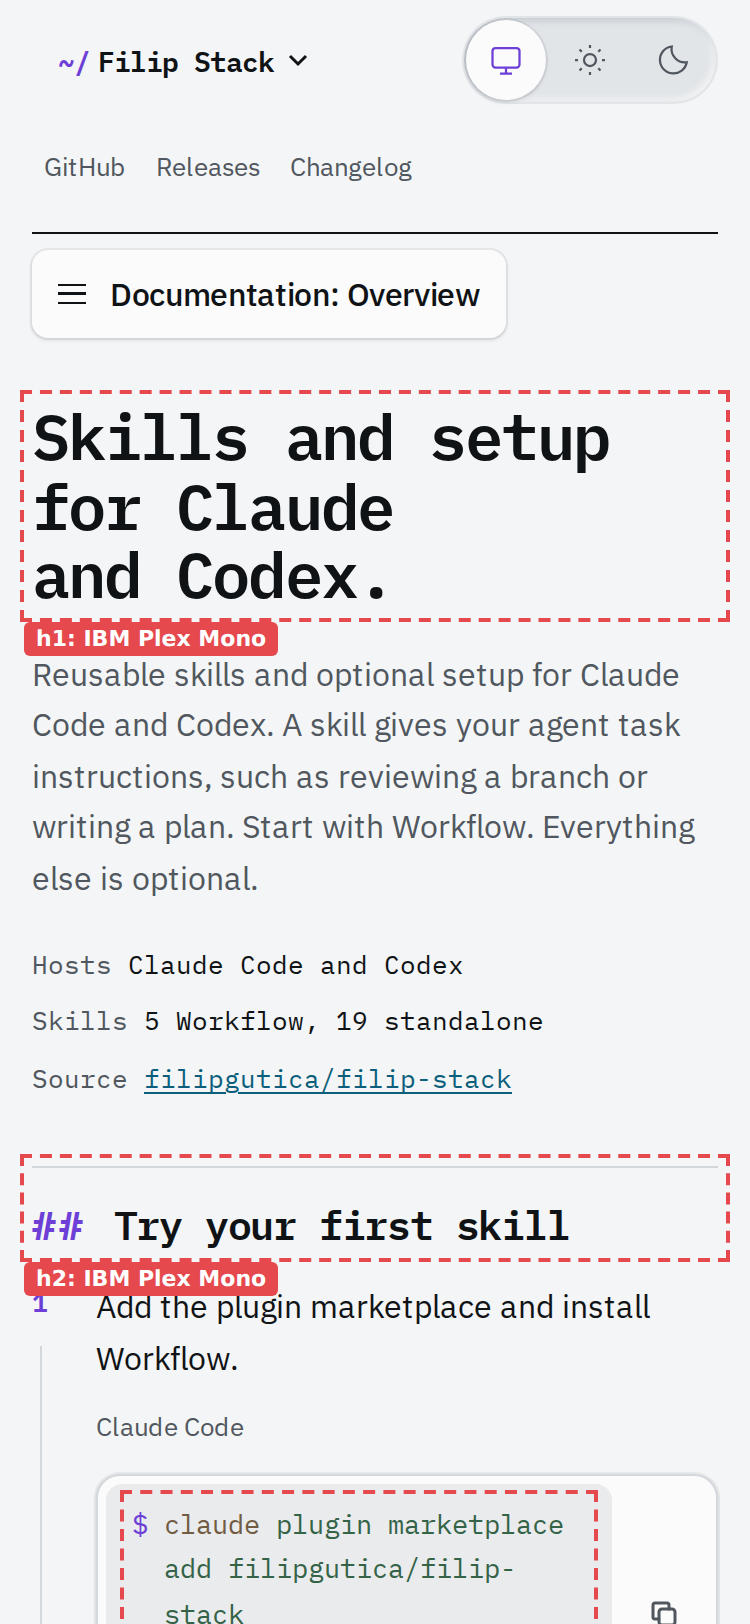 ~/ Filip Stack
GitHub Releases Changelog
Documentation: Overview
Skills and setup
for Claude
and Codex.
h1: IBM Plex Mono
Reusable skills and optional setup for Claude
Code and Codex. A skill gives your agent task
instructions, such as reviewing a branch or
writing a plan. Start with Workflow. Everything
else is optional.
Hosts Claude Code and Codex
Skills 5 Workflow, 19 standalone
Source filipgutica/filip-stack
## Try your first skill
h2: IBM Plex Mono
1 Add the plugin marketplace and install
Workflow.
Claude Code
$ claude plugin marketplace
add filipgutica/filip-
stack